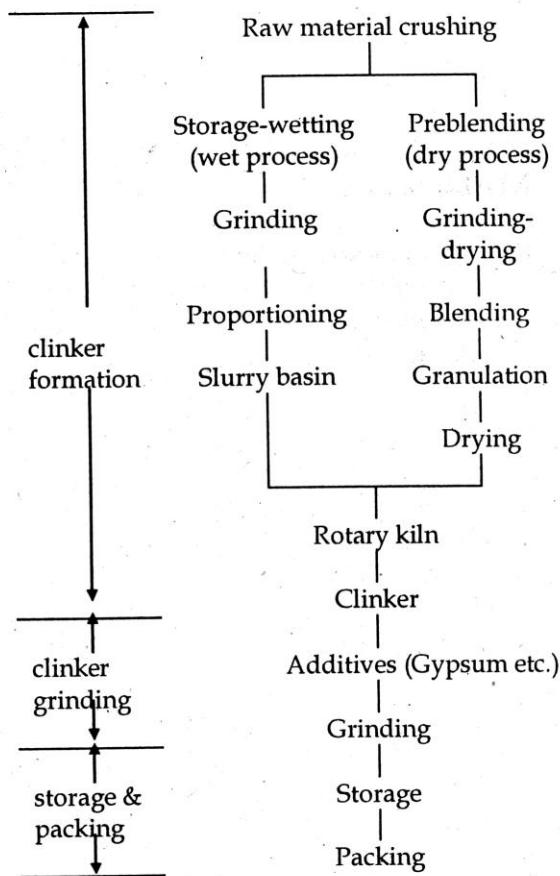 Raw material crushing
Storage-wetting
(wet process)
Preblending
(dry process)
Grinding
Grinding-
drying
Proportioning
Blending
clinker
formation
Slurry basin
Granulation
Drying
Rotary kiln
Clinker
clinker
grinding
Additives (Gypsum etc.)
Grinding
storage &
packing
Storage
Packing